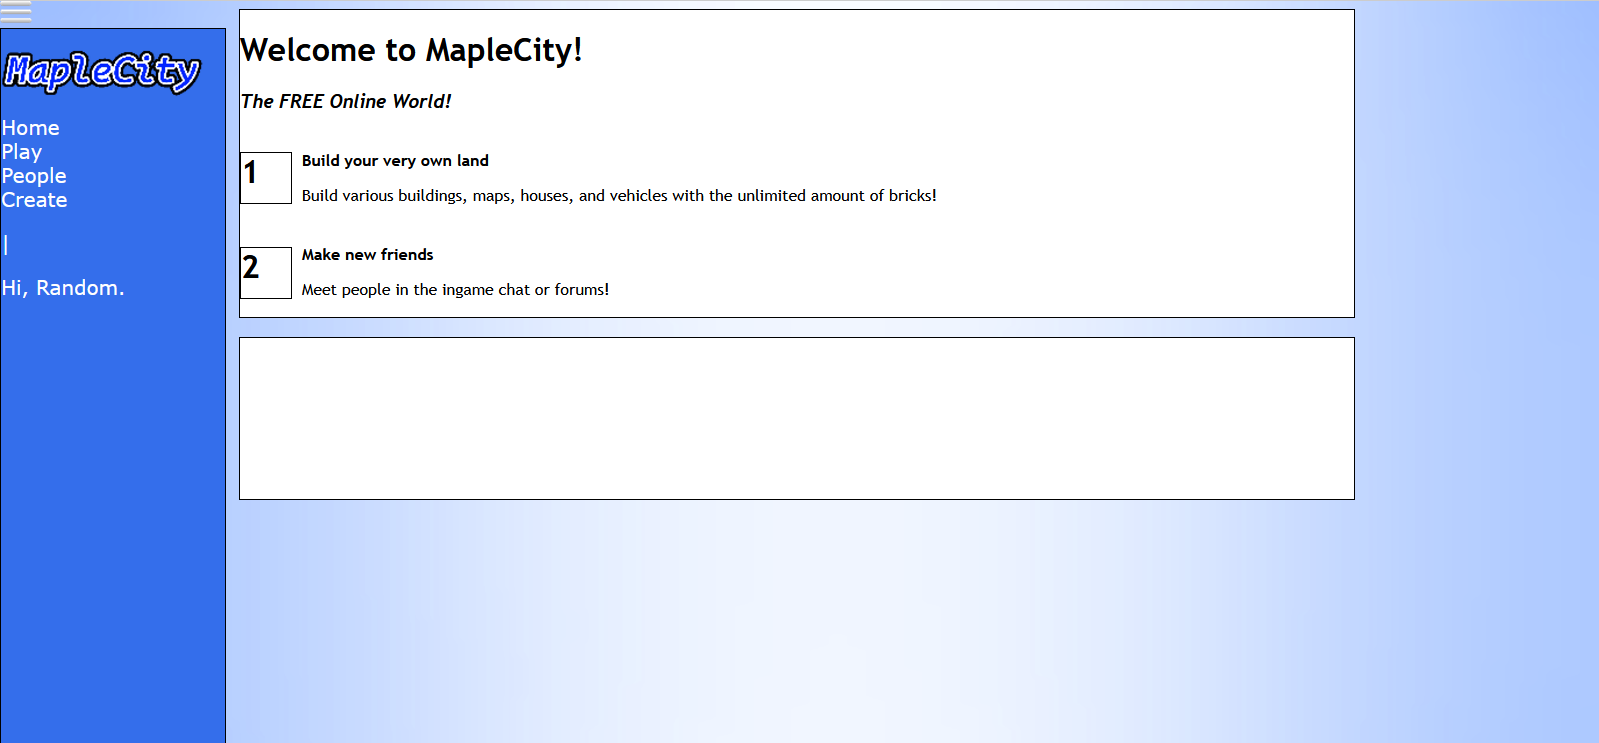 MapleCity
Home
Play
People
Create
|
Hi, Random.
Welcome to MapleCity!
The FREE Online World!
1
Build your very own land
Build various buildings, maps, houses, and vehicles with the unlimited amount of bricks!
2
Make new friends
Meet people in the ingame chat or forums!